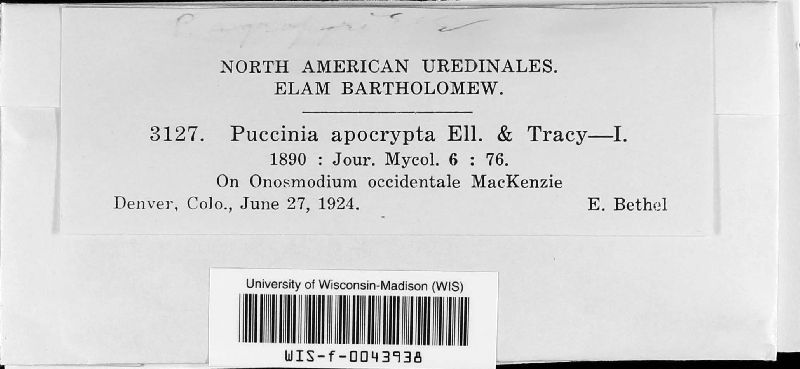 NORTH AMERICAN UREDINALES.
ELAM BARTHOLOMEW.
3127. Puccinia apocrypta Ell. & Tracy—I.
1890 : Jour. Mycol. 6 : 76.
On Onosmodium occidentale MacKenzie
Denver, Colo., June 27, 1924. E. Bethel
University of Wisconsin-Madison (WIS)
WIS-f-0043938